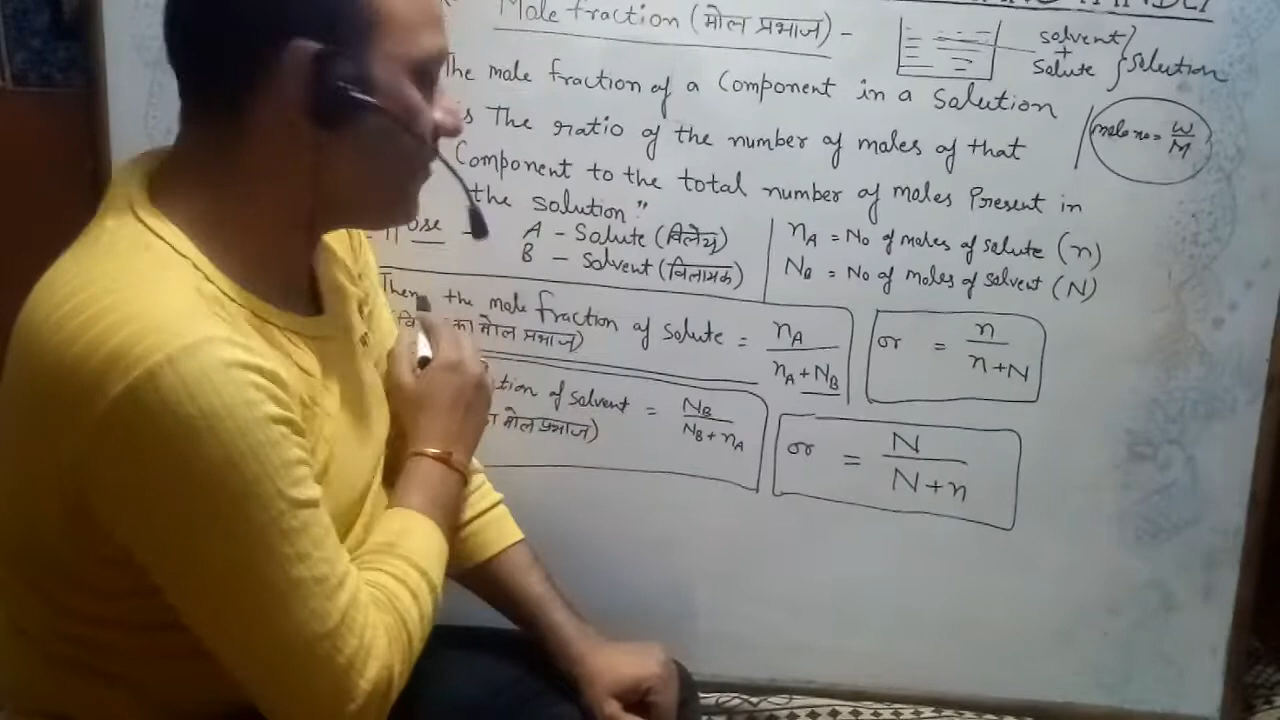 Mole fraction (मोल प्रभाज) -
solvent
+
Solute
Solution
The mole fraction of a Component in a Solution
is The ratio of the number of moles of that
Component to the total number of moles Present in
the solution"
mole no = W/M
A - Solute (विलेय)
B - Solvent (विलायक)
nA = No of moles of solute (n)
NB = No of moles of solvent (N)
Then the mole fraction of solute = nA / nA + NB
का मोल प्रभाज)
or = n / n+N
of solvent = NB / NB + nA
मोल प्रभाज)
or = N / N+n